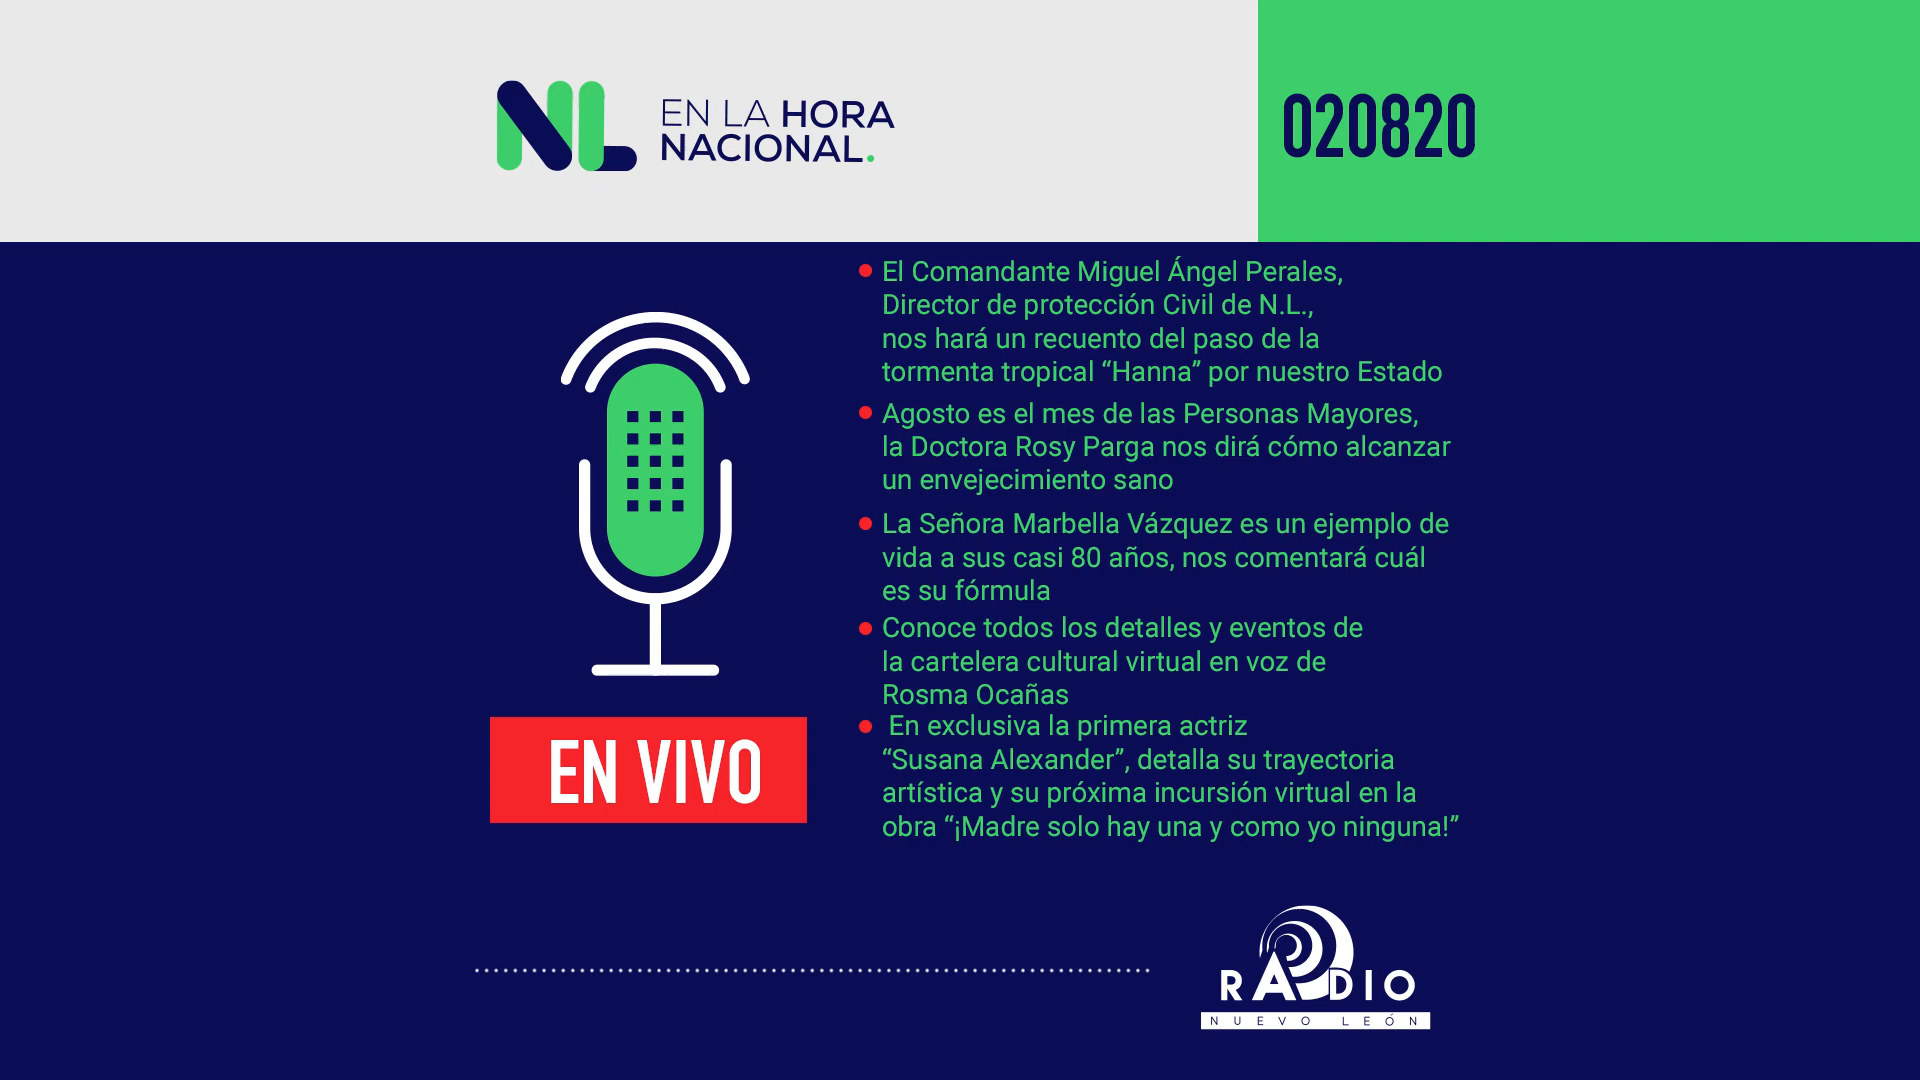 NL
EN LA HORA
NACIONAL.
020820
El Comandante Miguel Ángel Perales,
Director de protección Civil de N.L.,
nos hará un recuento del paso de la
tormenta tropical “Hanna” por nuestro Estado
Agosto es el mes de las Personas Mayores,
la Doctora Rosy Parga nos dirá cómo alcanzar
un envejecimiento sano
La Señora Marbella Vázquez es un ejemplo de
vida a sus casi 80 años, nos comentará cuál
es su fórmula
Conoce todos los detalles y eventos de
la cartelera cultural virtual en voz de
Rosma Ocañas
En exclusiva la primera actriz
“Susana Alexander”, detalla su trayectoria
artística y su próxima incursión virtual en la
obra “¡Madre solo hay una y como yo ninguna!”
EN VIVO
RADIO
NUEVO LEÓN